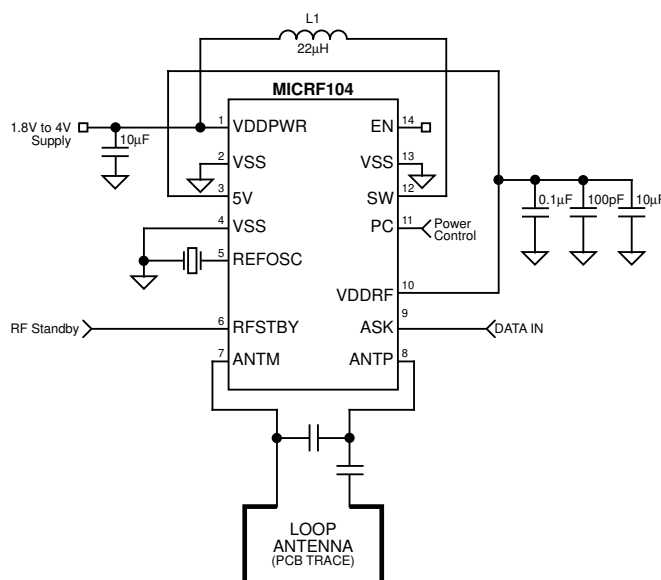 L1
22μH
MICRF104
1.8V to 4V
Supply
10μF
1
VDDPWR
EN
14
2
VSS
VSS
13
3
5V
SW
12
4
VSS
PC
11
Power
Control
0.1μF
100pF
10μF
5
REFOSC
VDDRF
10
RF Standby
6
RFSTBY
ASK
9
DATA IN
7
ANTM
ANTP
8
LOOP
ANTENNA
(PCB TRACE)